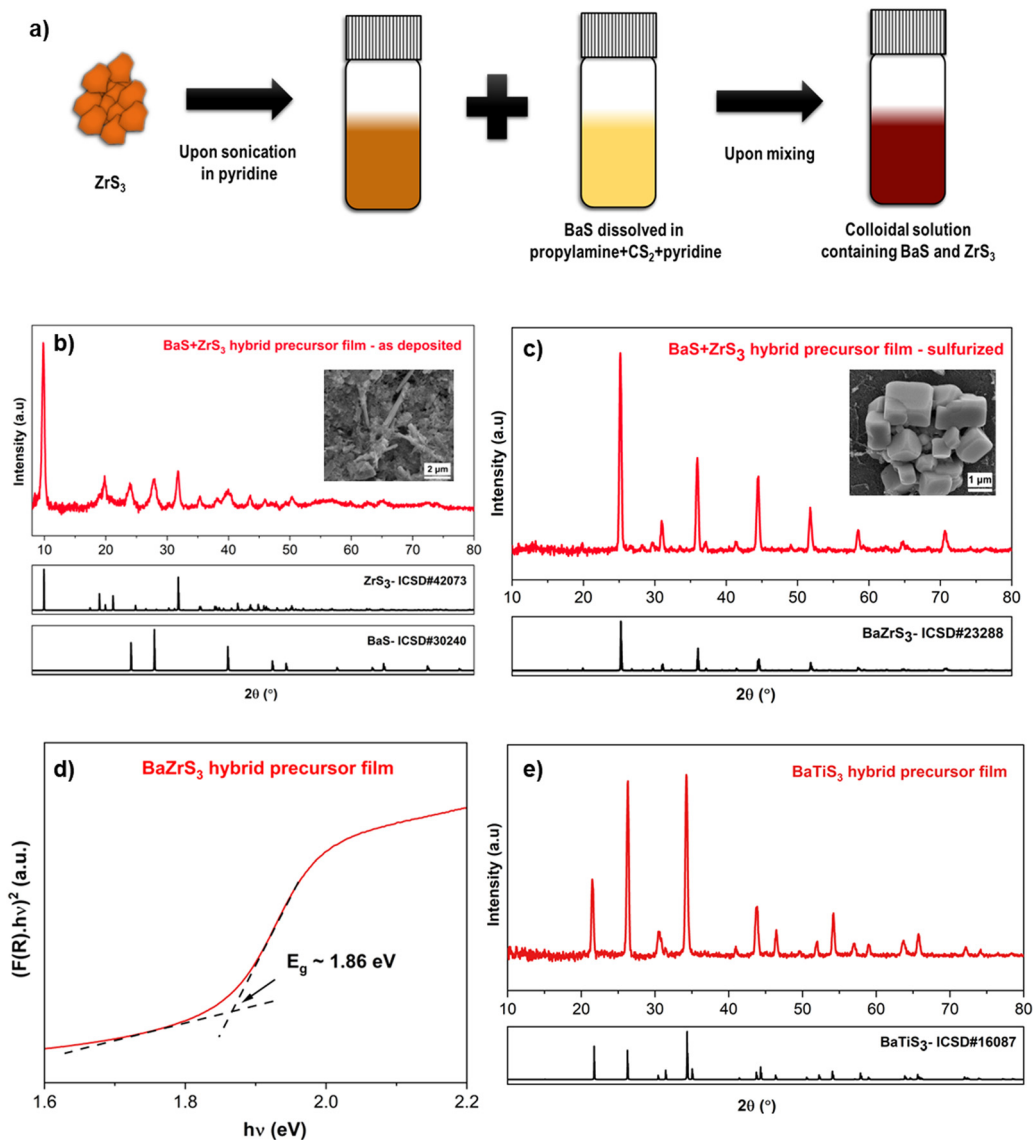 a)
ZrS₃
Upon sonication
in pyridine
BaS dissolved in
propylamine+CS₂+pyridine
Upon mixing
Colloidal solution
containing BaS and ZrS₃
b)
BaS+ZrS₃ hybrid precursor film - as deposited
2 µm
Intensity (a.u)
10 20 30 40 50 60 70 80
ZrS₃- ICSD#42073
BaS- ICSD#30240
2θ (°)
c)
BaS+ZrS₃ hybrid precursor film - sulfurized
1 µm
Intensity (a.u)
10 20 30 40 50 60 70 80
BaZrS₃- ICSD#23288
2θ (°)
d)
BaZrS₃ hybrid precursor film
(F(R).hν)² (a.u.)
E_g ~ 1.86 eV
1.6 1.8 2.0 2.2
hν (eV)
e)
BaTiS₃ hybrid precursor film
Intensity (a.u)
10 20 30 40 50 60 70 80
BaTiS₃- ICSD#16087
2θ (°)